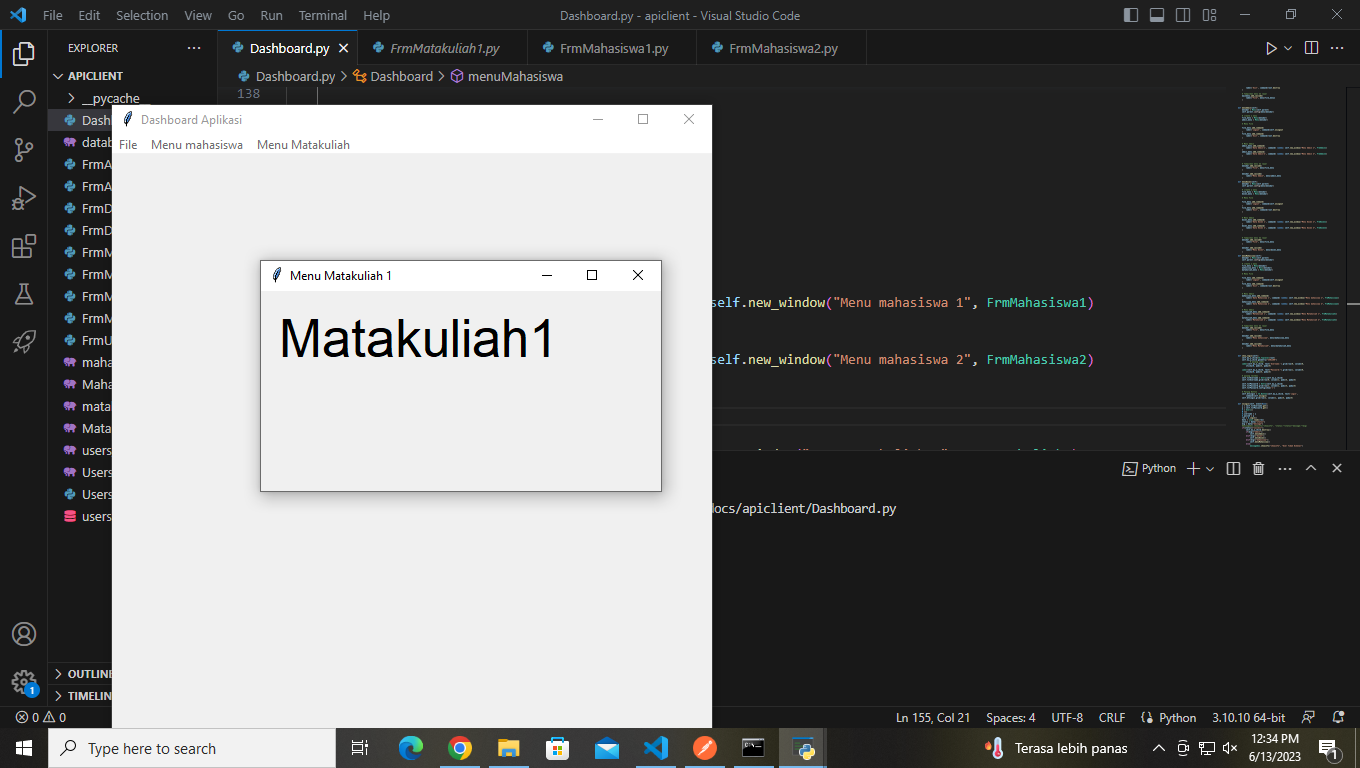 File Edit Selection View Go Run Terminal Help
Dashboard.py - apiclient - Visual Studio Code
EXPLORER
Dashboard.py
FrmMatakuliah1.py
FrmMahasiswa1.py
FrmMahasiswa2.py
APICLIENT
Dashboard.py > Dashboard > menuMahasiswa
__pycache__
138
Dashboard Aplikasi
File Menu mahasiswa Menu Matakuliah
Dash
datab
FrmA
FrmA
FrmD
FrmD
FrmM
FrmM
FrmM
FrmM
FrmU
maha
Maha
mata
Mata
users
Users
Users
users
Menu Matakuliah 1
Matakuliah1
self.new_window("Menu mahasiswa 1", FrmMahasiswa1)
self.new_window("Menu mahasiswa 2", FrmMahasiswa2)
Python
docs/apiclient/Dashboard.py
OUTLINE
TIMELIN
0 0
Ln 155, Col 21 Spaces: 4 UTF-8 CRLF Python 3.10.10 64-bit
1
Type here to search
Terasa lebih panas
12:34 PM
6/13/2023
1